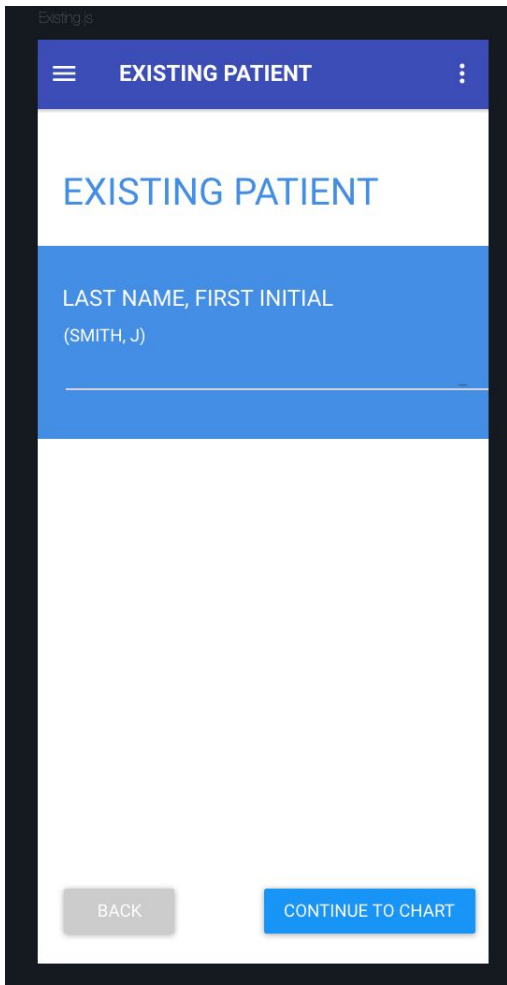 Existing.js
EXISTING PATIENT
EXISTING PATIENT
LAST NAME, FIRST INITIAL
(SMITH, J)
BACK
CONTINUE TO CHART